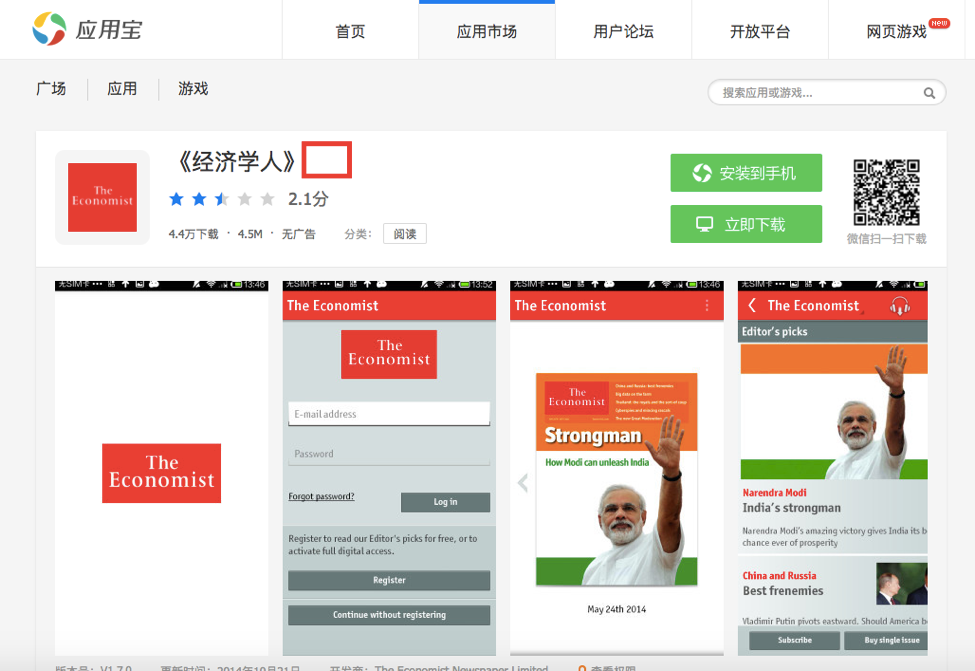 应用宝
首页
应用市场
用户论坛
开放平台
网页游戏
New
广场
应用
游戏
搜索应用或游戏...
The
Economist
《经济学人》
2.1分
4.4万下载 · 4.5M · 无广告
分类：
阅读
安装到手机
立即下载
微信扫一扫下载
无SIM卡 13:46
The
Economist
无SIM卡 13:52
The Economist
The
Economist
E-mail address
Password
Forgot password?
Log in
Register to read our Editor's picks for free, or to
activate full digital access.
Register
Continue without registering
无SIM卡 13:46
The Economist
The
Economist
China and Russia: best frenemies
Strongman
How Modi can unleash India
May 24th 2014
无SIM卡
The Economist
Editor's picks
Narendra Modi
India's strongman
Narendra Modi's amazing victory gives India its b
chance ever of prosperity
China and Russia
Best frenemies
Vladimir Putin pivots eastward. Should America b
Subscribe
Buy single issue
版本号： V1.7.0
更新时间： 2014年10月21日
开发商： The Economist Newspaper Limited
查看权限